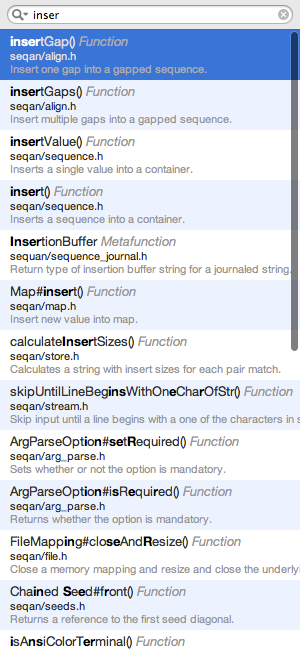 inser
insertGap() Function
seqan/align.h
Insert one gap into a gapped sequence.
insertGaps() Function
seqan/align.h
Insert multiple gaps into a gapped sequence.
insertValue() Function
seqan/sequence.h
Inserts a single value into a container.
insert() Function
seqan/sequence.h
Inserts a sequence into a container.
InsertionBuffer Metafunction
sequan/sequence_journal.h
Return type of insertion buffer string for a journaled string.
Map#insert() Function
seqan/map.h
Insert new value into map.
calculateInsertSizes() Function
seqan/store.h
Calculates a string with insert sizes for each pair match.
skipUntilLineBeginsWithOneCharOfStr() Function
seqan/stream.h
Skip input until a line begins with a one of the characters in s
ArgParseOption#setRequired() Function
seqan/arg_parse.h
Sets whether or not the option is mandatory.
ArgParseOption#isRequired() Function
seqan/arg_parse.h
Returns whether the option is mandatory.
FileMapping#closeAndResize() Function
seqan/file.h
Close a memory mapping and resize and close the underlyi
Chained Seed#front() Function
seqan/seeds.h
Returns a reference to the first seed diagonal.
isAnsiColorTerminal() Function